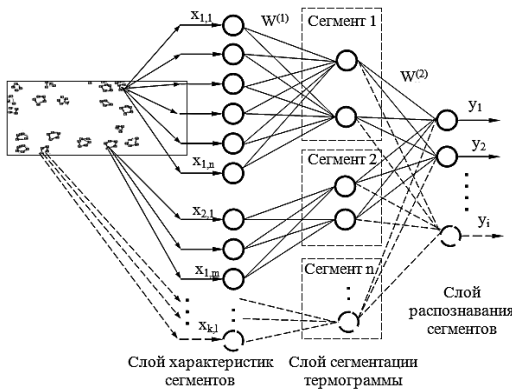 x1,1
W(1)
Сегмент 1
W(2)
y1
x1,n
Сегмент 2
y2
x2,1
yi
x1,m
Сегмент n
xk,l
Слой
распознавания
сегментов
Слой характеристик
сегментов
Слой сегментации
термограммы